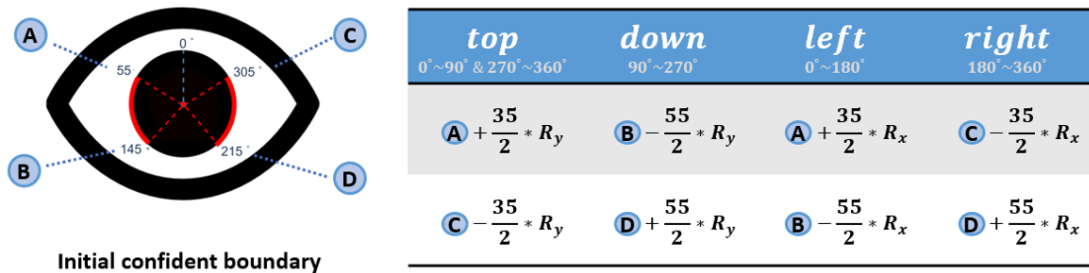 A
C
0°
55°
305°
145°
215°
B
D
Initial confident boundary
top down left right
0°~90° & 270°~360° 90°~270° 0°~180° 180°~360°
A + 35/2 * R_y B − 55/2 * R_y A + 35/2 * R_x C − 35/2 * R_x
C − 35/2 * R_y D + 55/2 * R_y B − 55/2 * R_x D + 55/2 * R_x